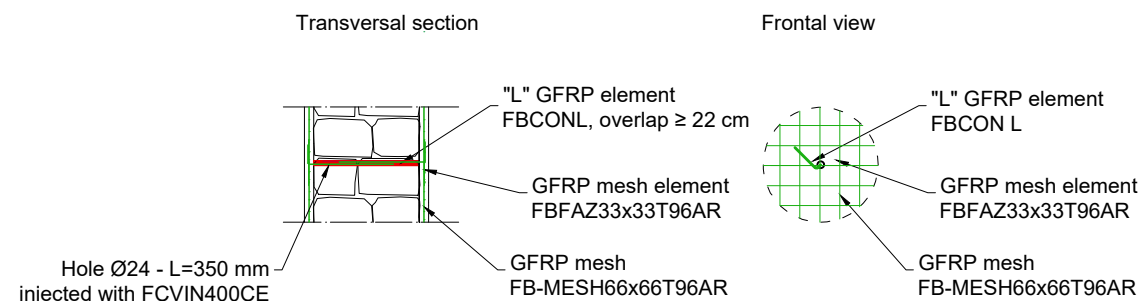 Transversal section
Frontal view
"L" GFRP element
FBCONL, overlap ≥ 22 cm
GFRP mesh element
FBFAZ33x33T96AR
GFRP mesh
FB-MESH66x66T96AR
Hole Ø24 - L=350 mm
injected with FCVIN400CE
"L" GFRP element
FBCON L
GFRP mesh element
FBFAZ33x33T96AR
GFRP mesh
FB-MESH66x66T96AR